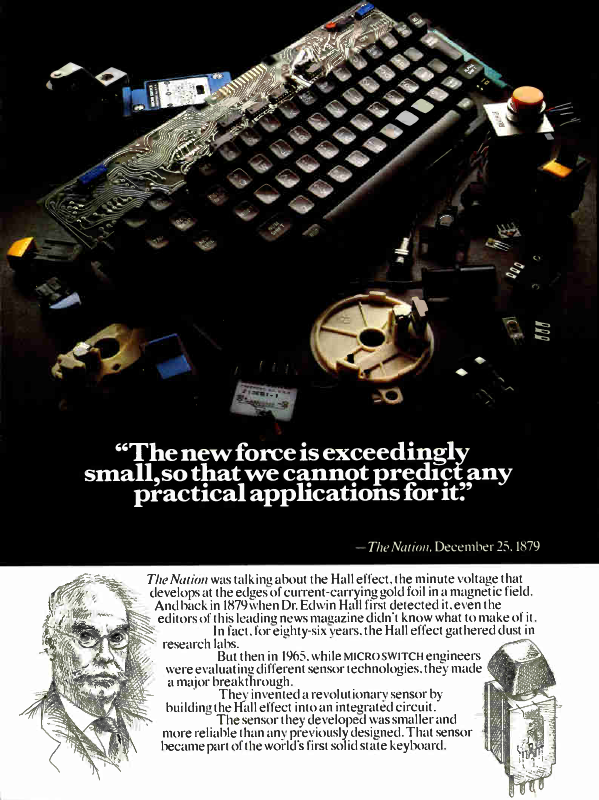 “The new force is exceedingly
small, so that we cannot predict any
practical applications for it.”
— The Nation, December 25, 1879
The Nation was talking about the Hall effect, the minute voltage that
develops at the edges of current-carrying gold foil in a magnetic field.
And back in 1879 when Dr. Edwin Hall first detected it, even the
editors of this leading news magazine didn't know what to make of it.
In fact, for eighty-six years, the Hall effect gathered dust in
research labs.
But then in 1965, while MICRO SWITCH engineers
were evaluating different sensor technologies, they made
a major breakthrough.
They invented a revolutionary sensor by
building the Hall effect into an integrated circuit.
The sensor they developed was smaller and
more reliable than any previously designed. That sensor
became part of the world's first solid state keyboard.